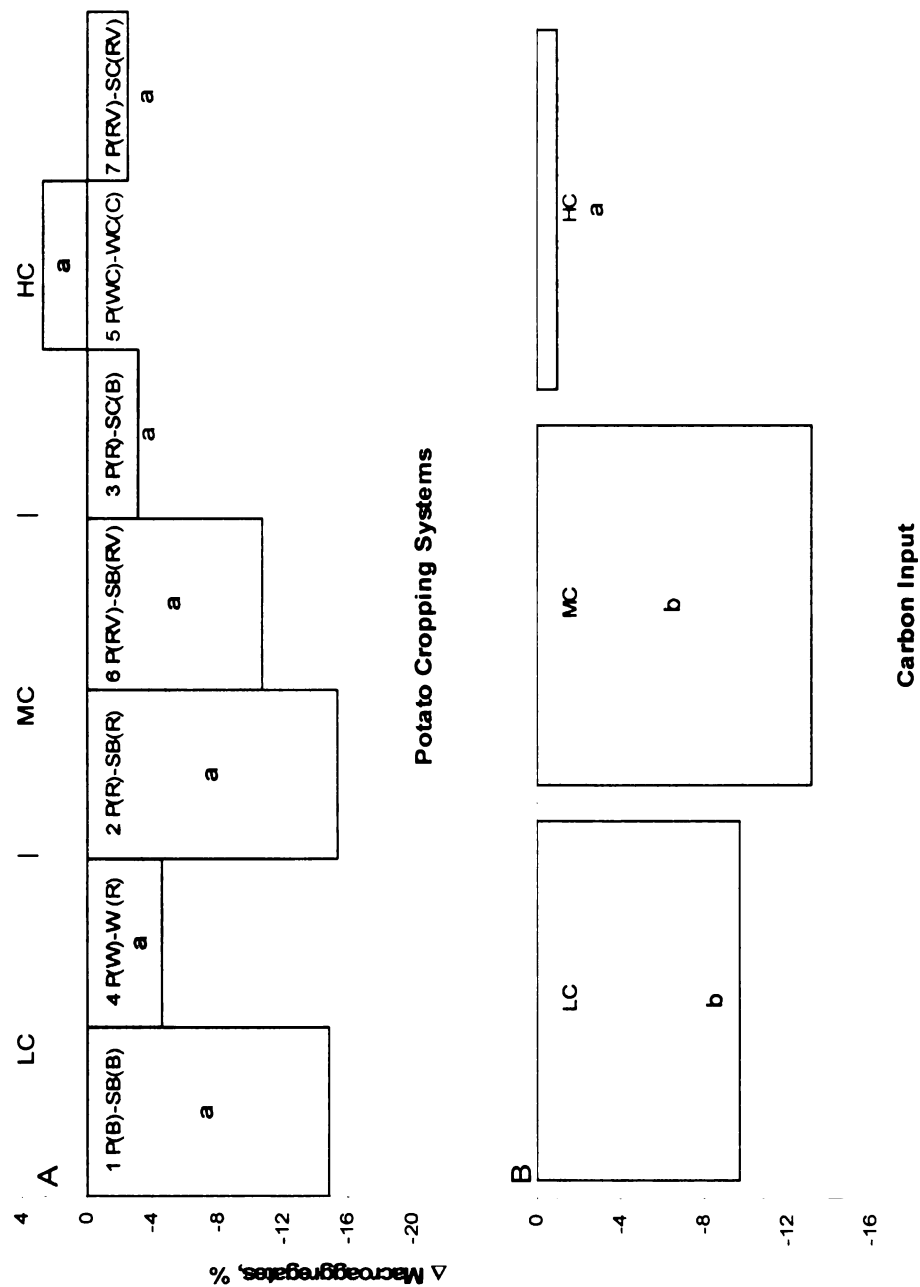 A
LC
I
MC
I
HC
4
0
-4
-8
-12
-16
-20
Δ Macroaggregates, %
1 P(B)-SB(B)
a
4 P(W)-W (R)
a
2 P(R)-SB(R)
a
6 P(RV)-SB(RV)
a
3 P(R)-SC(B)
a
5 P(WC)-WC(C)
a
7 P(RV)-SC(RV)
a
Potato Cropping Systems
B
0
-4
-8
-12
-16
LC
b
MC
b
HC
a
Carbon Input